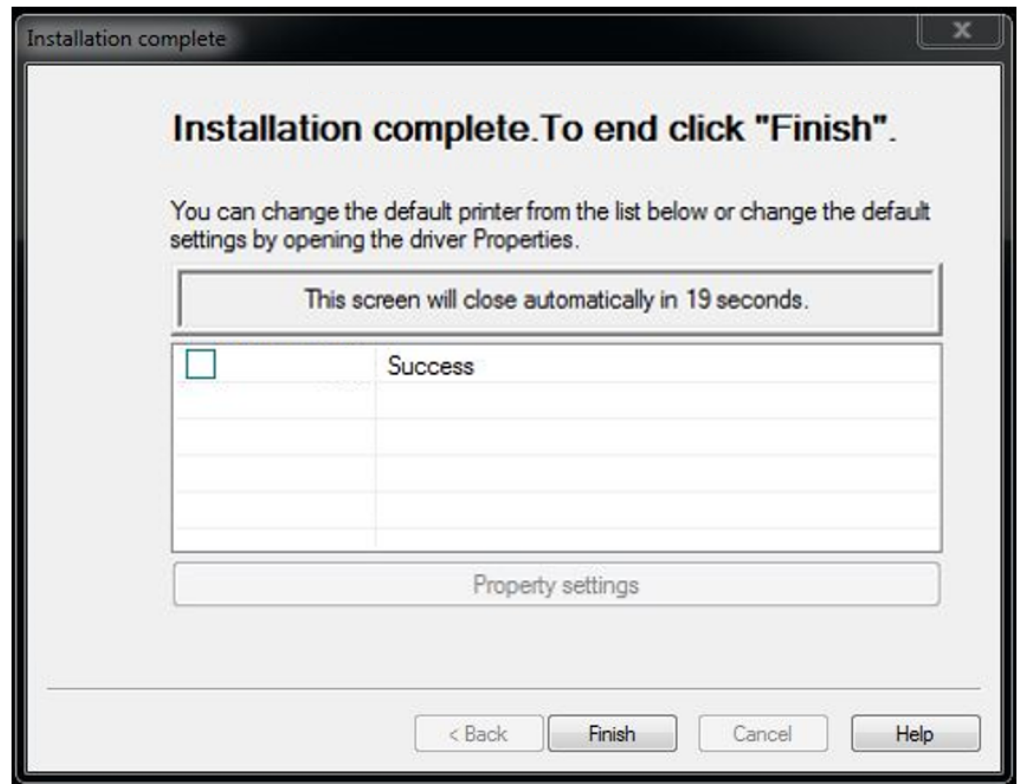 Installation complete
x
Installation complete.To end click "Finish".
You can change the default printer from the list below or change the default
settings by opening the driver Properties.
This screen will close automatically in 19 seconds.
Success
Property settings
< Back Finish Cancel Help